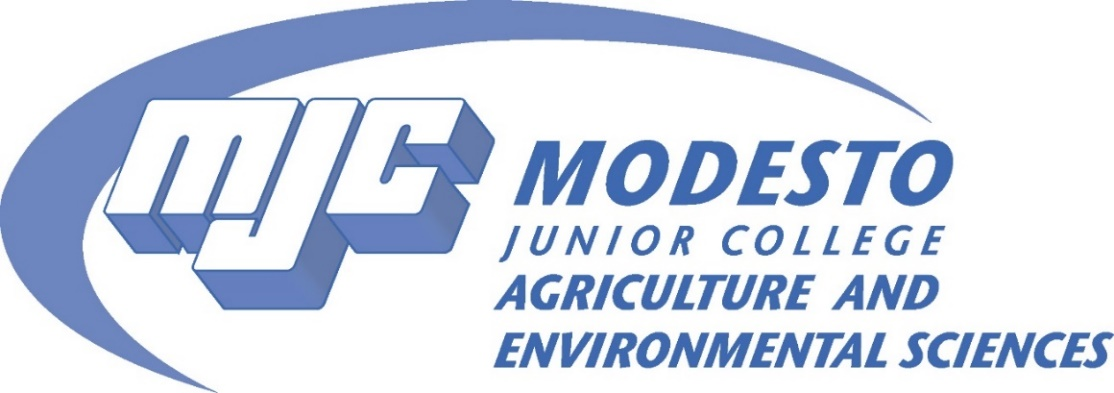 MJC
MODESTO
JUNIOR COLLEGE
AGRICULTURE AND
ENVIRONMENTAL SCIENCES